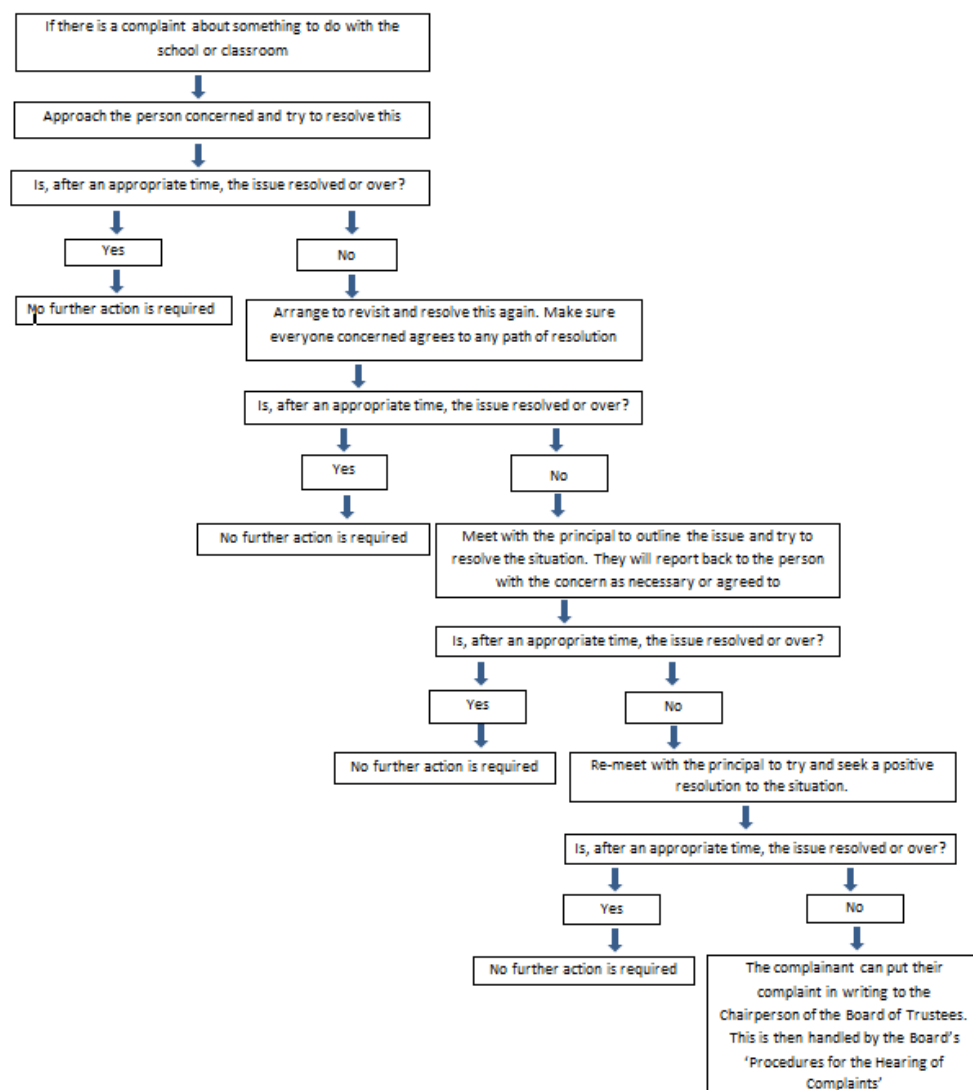 If there is a complaint about something to do with the
school or classroom
Approach the person concerned and try to resolve this
Is, after an appropriate time, the issue resolved or over?
Yes
No
No further action is required
Arrange to revisit and resolve this again. Make sure
everyone concerned agrees to any path of resolution
Is, after an appropriate time, the issue resolved or over?
Yes
No
No further action is required
Meet with the principal to outline the issue and try to
resolve the situation. They will report back to the person
with the concern as necessary or agreed to
Is, after an appropriate time, the issue resolved or over?
Yes
No
No further action is required
Re-meet with the principal to try and seek a positive
resolution to the situation.
Is, after an appropriate time, the issue resolved or over?
Yes
No
No further action is required
The complainant can put their
complaint in writing to the
Chairperson of the Board of Trustees.
This is then handled by the Board's
'Procedures for the Hearing of
Complaints'